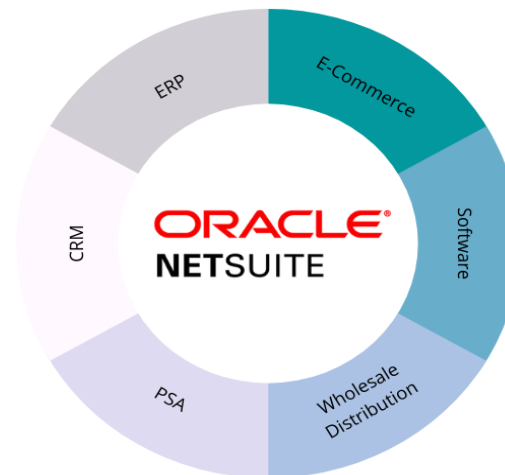 ERP
E-Commerce
CRM
ORACLE®
NETSUITE
Software
PSA
Wholesale
Distribution